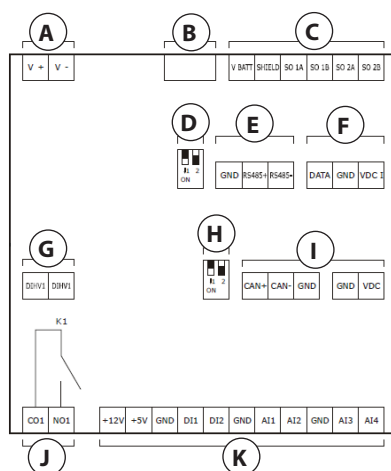 A B C
V + V - V BATT SHIELD SO 1A SO 1B SO 2A SO 2B
D E F
1 2
ON
GND RS485+ RS485- DATA GND VDC I
G H I
1 2
ON
DIHV1 DIHV1 CAN+ CAN- GND GND VDC
K1
CO1 NO1 +12V +5V GND DI1 DI2 GND AI1 AI2 GND AI3 AI4
J K